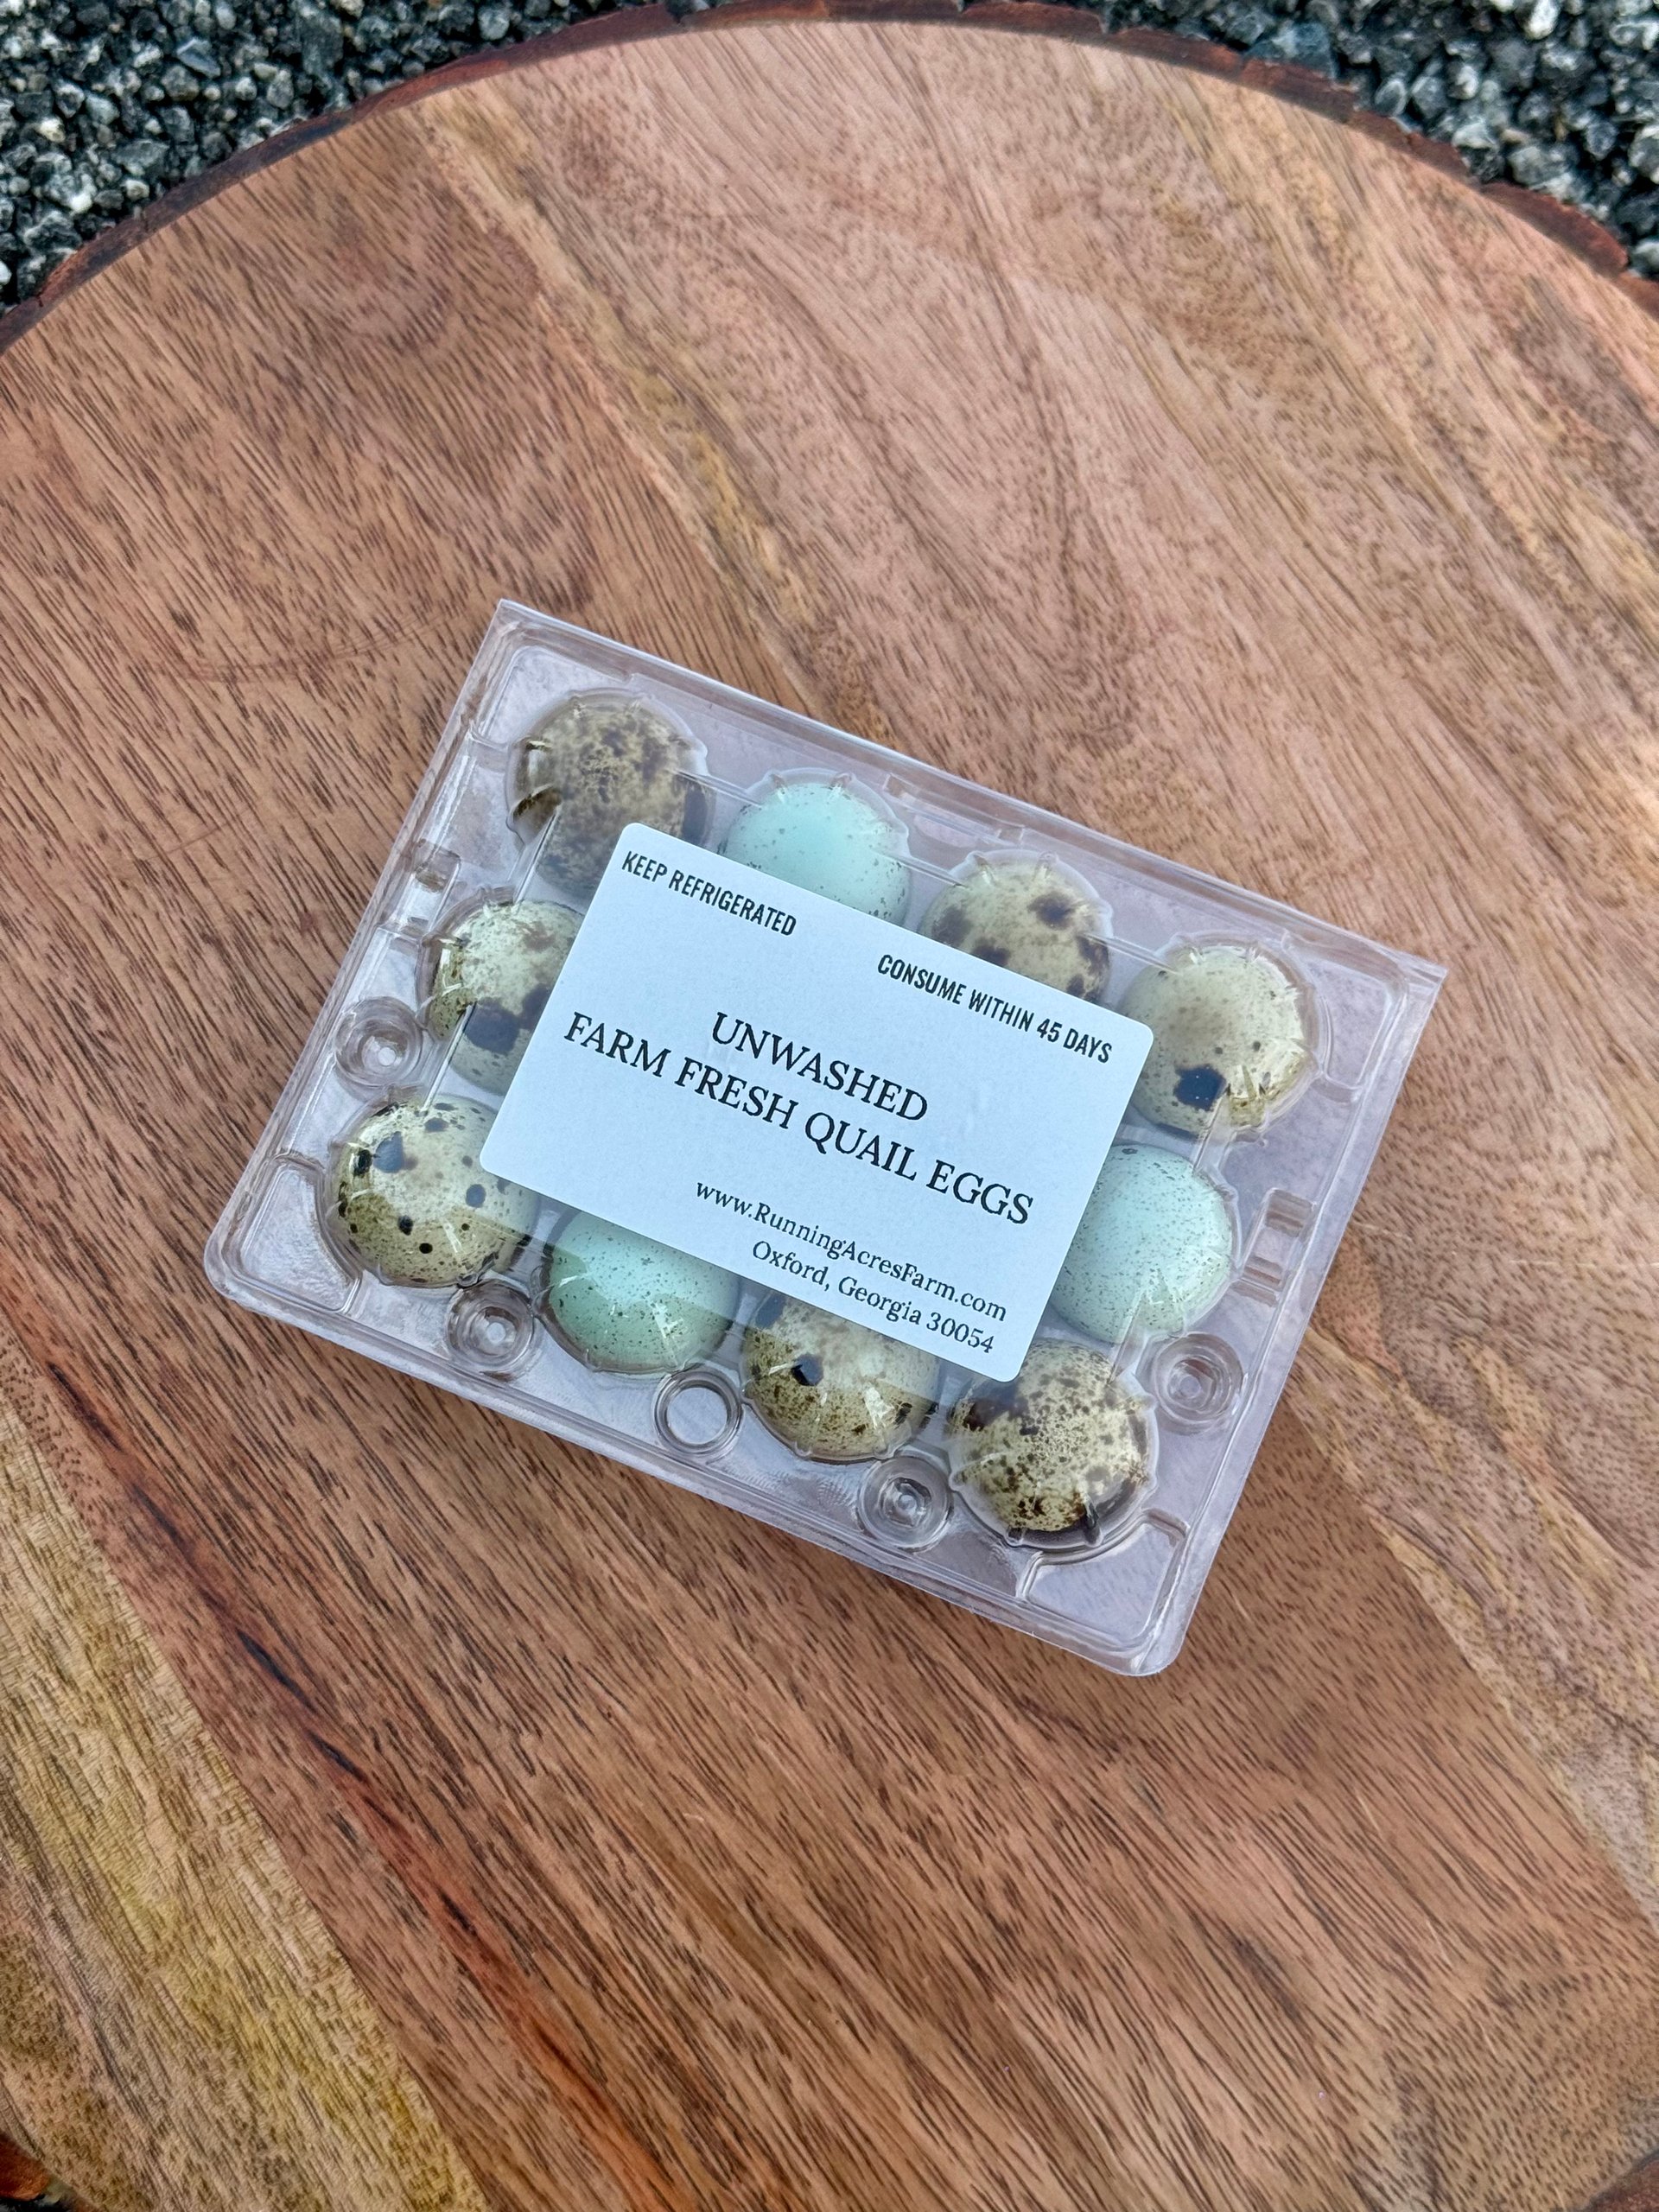 KEEP REFRIGERATED
CONSUME WITHIN 45 DAYS
UNWASHED
FARM FRESH QUAIL EGGS
www.RunningAcresFarm.com
Oxford, Georgia 30054